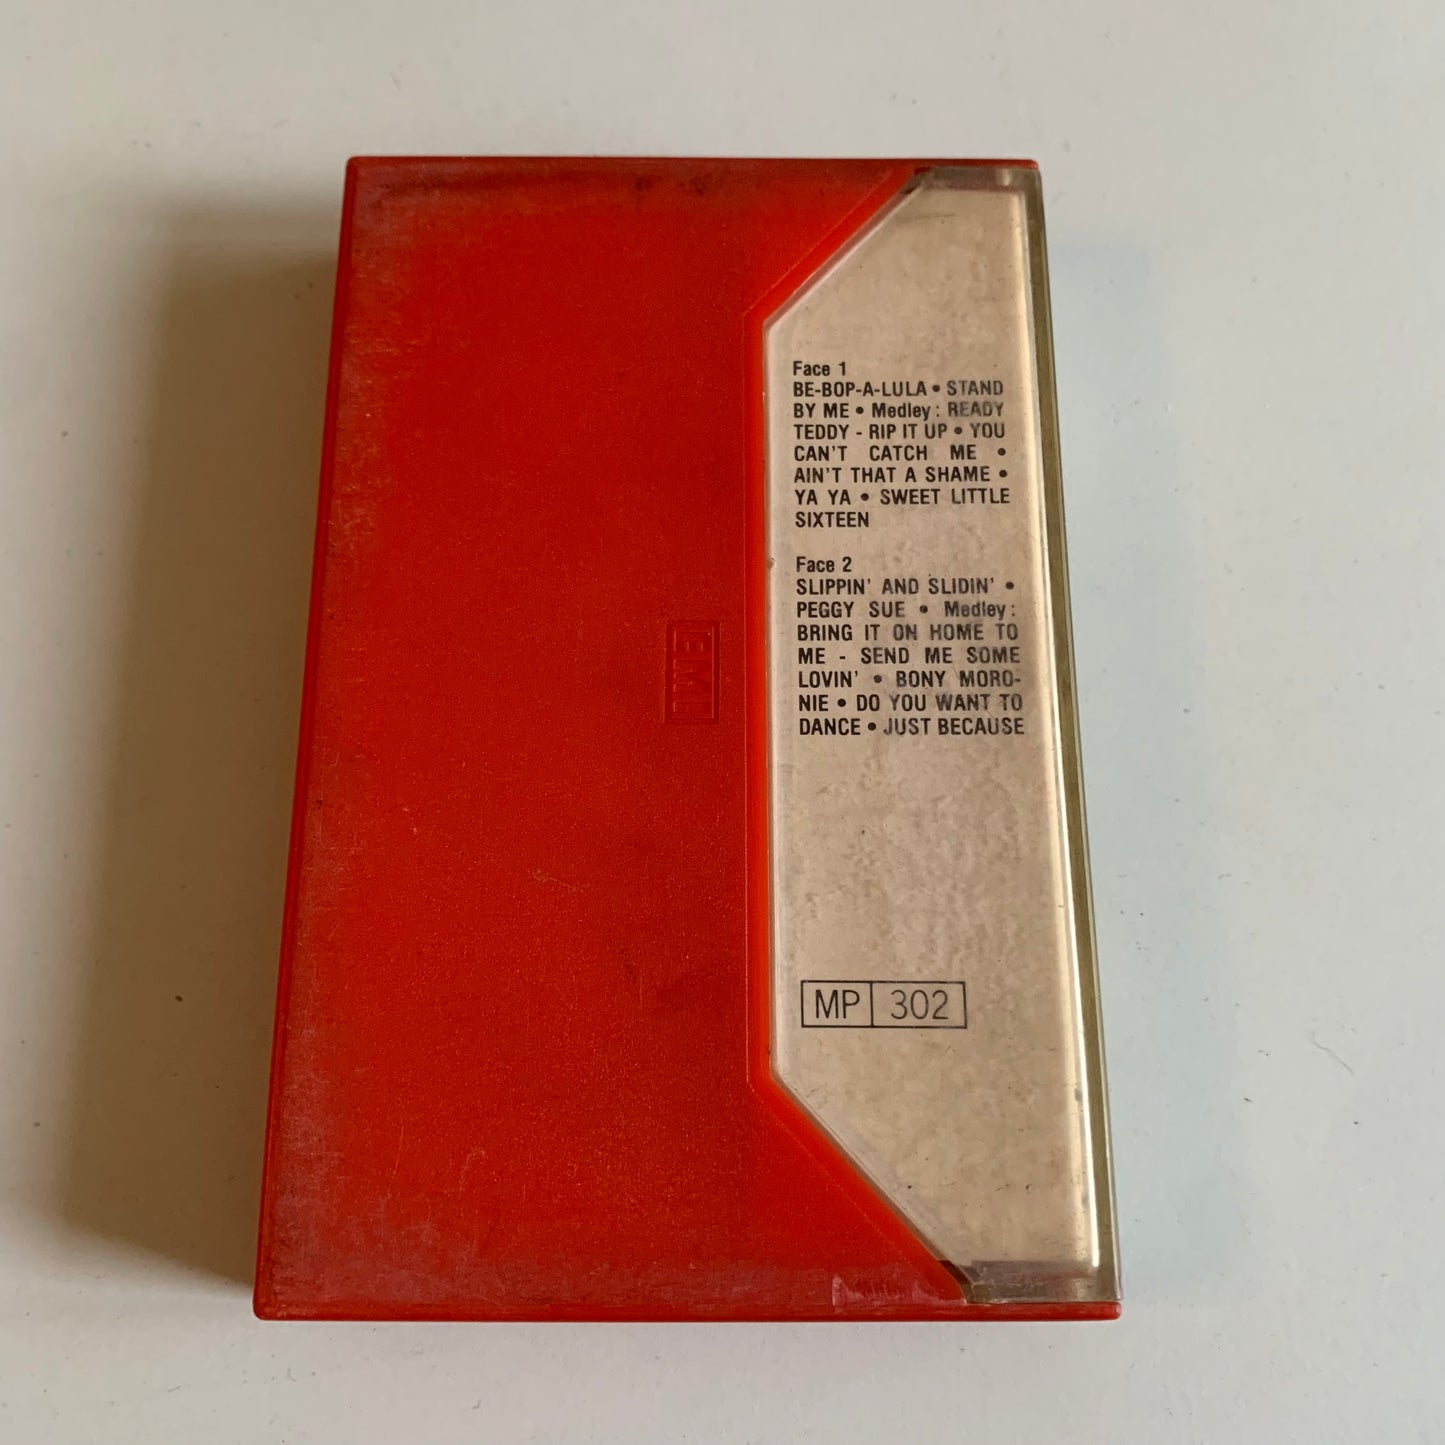 Face 1
BE-BOP-A-LULA • STAND
BY ME • Medley : READY
TEDDY - RIP IT UP • YOU
CAN'T CATCH ME •
AIN'T THAT A SHAME •
YA YA • SWEET LITTLE
SIXTEEN
Face 2
SLIPPIN' AND SLIDIN' •
PEGGY SUE • Medley :
BRING IT ON HOME TO
ME - SEND ME SOME
LOVIN' • BONY MORO-
NIE • DO YOU WANT TO
DANCE • JUST BECAUSE
EMI
MP 302